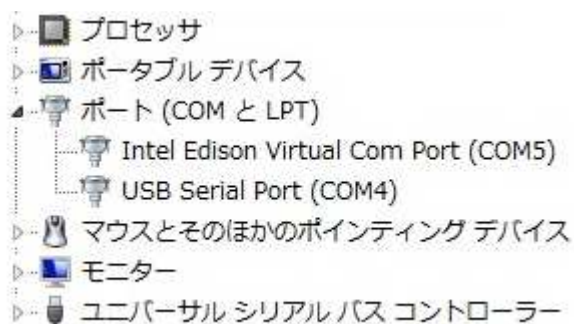 プロセッサ
ポータブル デバイス
ポート (COM と LPT)
Intel Edison Virtual Com Port (COM5)
USB Serial Port (COM4)
マウスとそのほかのポインティング デバイス
モニター
ユニバーサル シリアル バス コントローラー